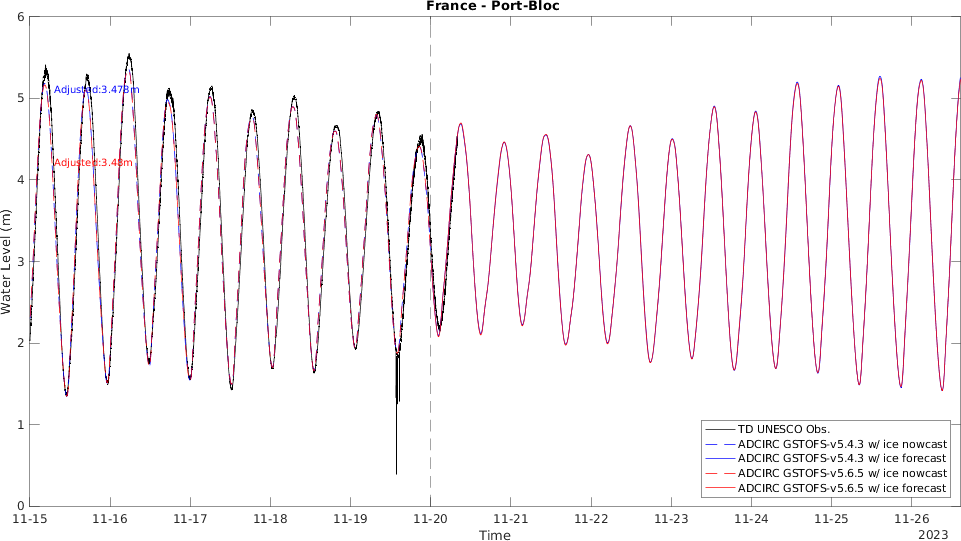 France - Port-Bloc
6
5
4
3
2
1
0
Water Level (m)
Adjusted:3.478m
Adjusted:3.48m
TD UNESCO Obs.
ADCIRC GSTOFS-v5.4.3 w/ ice nowcast
ADCIRC GSTOFS-v5.4.3 w/ ice forecast
ADCIRC GSTOFS-v5.6.5 w/ ice nowcast
ADCIRC GSTOFS-v5.6.5 w/ ice forecast
11-15 11-16 11-17 11-18 11-19 11-20 11-21 11-22 11-23 11-24 11-25 11-26
Time
2023